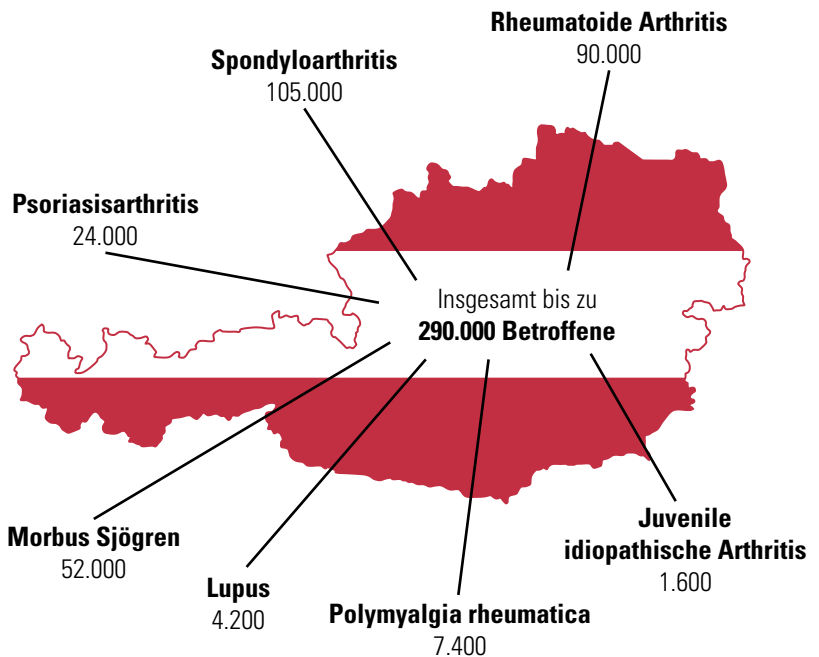 Rheumatoide Arthritis
90.000
Spondyloarthritis
105.000
Psoriasisarthritis
24.000
Insgesamt bis zu
290.000 Betroffene
Morbus Sjögren
52.000
Lupus
4.200
Polymyalgia rheumatica
7.400
Juvenile
idiopathische Arthritis
1.600